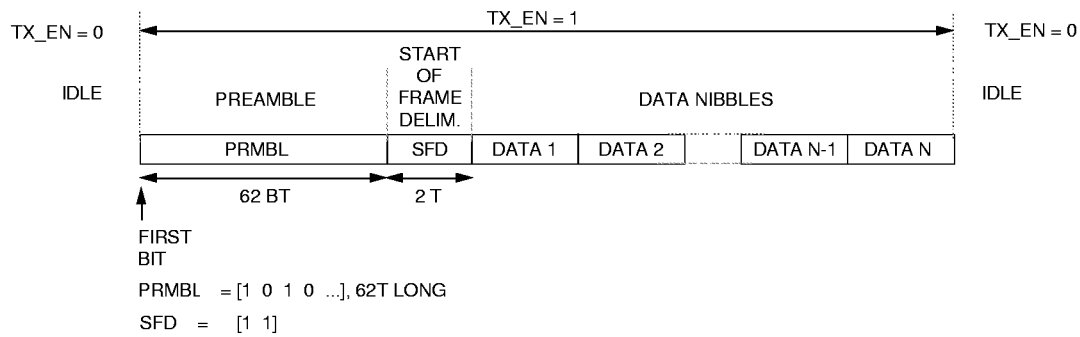 TX_EN = 1
TX_EN = 0
TX_EN = 0
START
OF
FRAME
DELIM.
IDLE
PREAMBLE
DATA NIBBLES
IDLE
PRMBL
SFD
DATA 1
DATA 2
DATA N-1
DATA N
62 BT
2 T
FIRST
BIT
PRMBL = [1 0 1 0 ...], 62T LONG
SFD = [1 1]